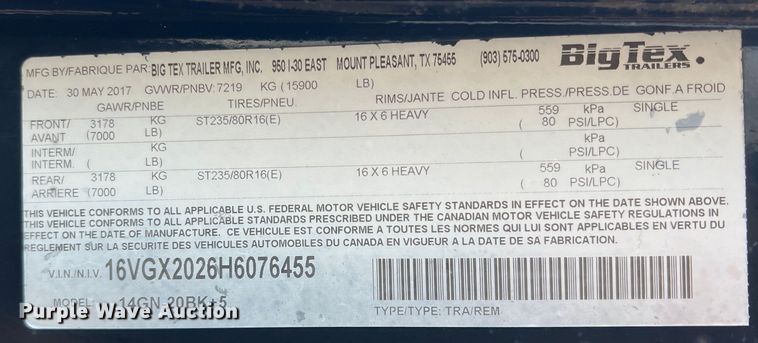 MFG BY/FABRIQUE PAR: BIG TEX TRAILER MFG, INC. 950 I-30 EAST MOUNT PLEASANT, TX 75455 (903) 575-0300
BigTex.
TRAILERS
DATE: 30 MAY 2017 GVWR/PNBV: 7219 KG (15900 LB)
GAWR/PNBE TIRES/PNEU. RIMS/JANTE COLD INFL. PRESS./PRESS.DE GONF.A FROID
FRONT/ 3178 KG ST235/80R16(E) 16 X 6 HEAVY 559 kPa SINGLE
AVANT (7000 LB) ( 80 PSI/LPC)
INTERM/ KG kPa
INTERM. ( LB) ( PSI/LPC)
REAR/ 3178 KG ST235/80R16(E) 16 X 6 HEAVY 559 kPa SINGLE
ARRIERE (7000 LB) ( 80 PSI/LPC)
THIS VEHICLE CONFORMS TO ALL APPLICABLE U.S. FEDERAL MOTOR VEHICLE SAFETY STANDARDS IN EFFECT ON THE DATE SHOWN ABOVE.
THIS VEHICLE CONFORMS TO ALL APPLICABLE STANDARDS PRESCRIBED UNDER THE CANADIAN MOTOR VEHICLE SAFETY REGULATIONS IN
EFFECT ON THE DATE OF MANUFACTURE. CE VEHICULE EST CONFORME A TOUTES LES NORMES QUI LUI SONT APPLICABLES EN VERTU DU
REGLEMENT SUR LA SECURITE DES VEHICULES AUTOMOBILES DU CANADA EN VIGUEUR A LA DATE DE SA FABRICATION.
V.I.N./N.I.V. 16VGX2026H6076455
MODEL: 14GN-20BK+5
TYPE/TYPE: TRA/REM
Purple Wave Auction